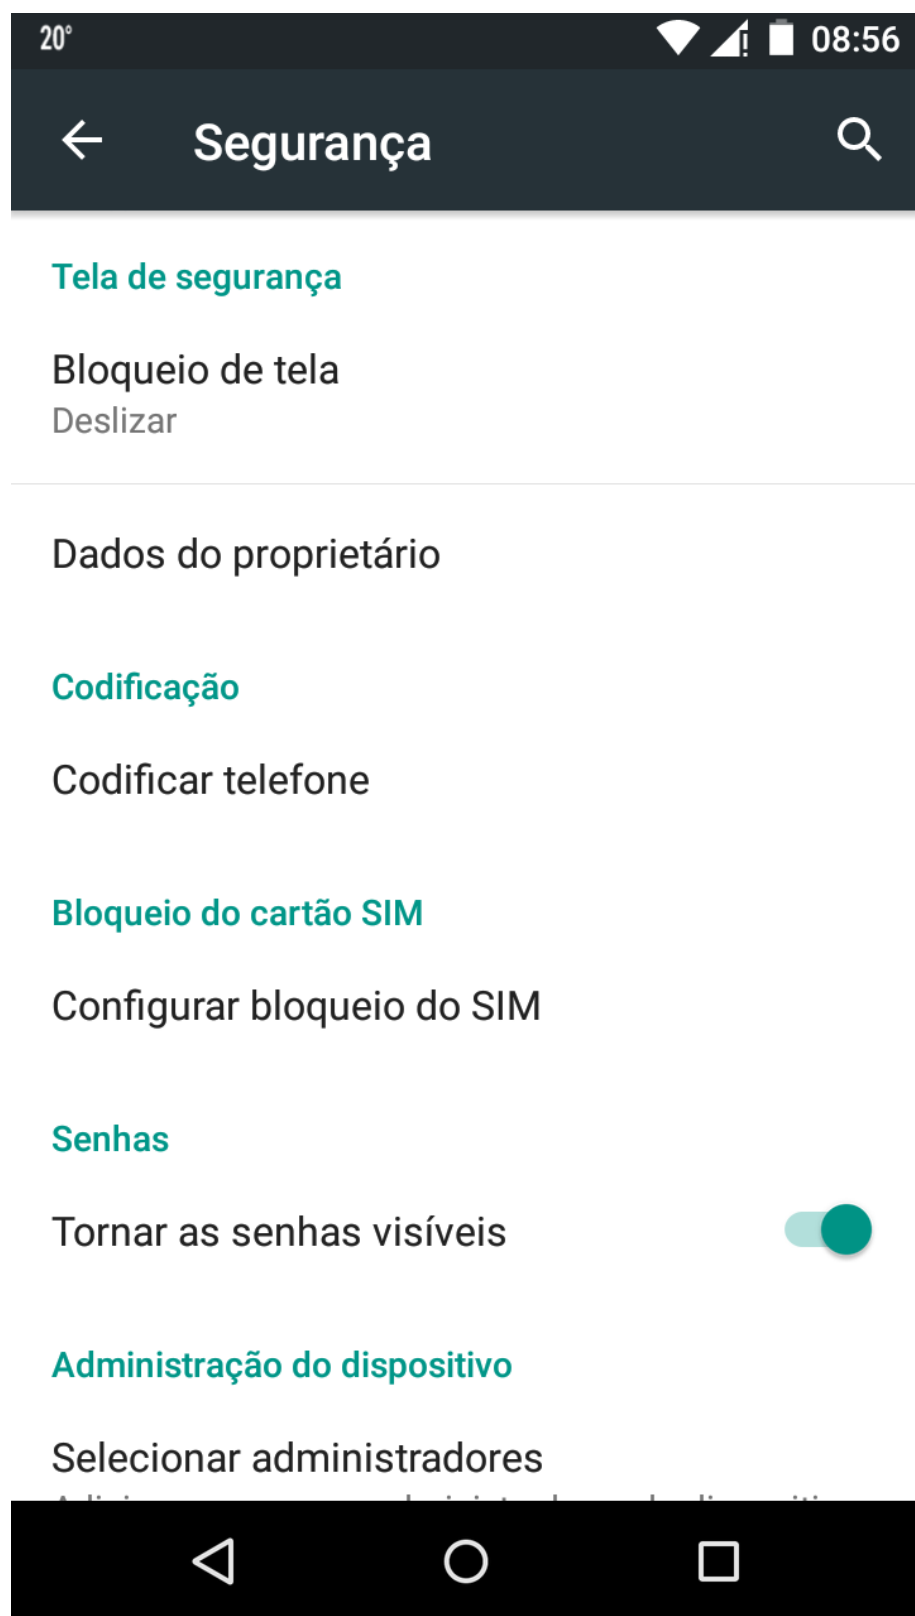 20°
08:56
Segurança
Tela de segurança
Bloqueio de tela
Deslizar
Dados do proprietário
Codificação
Codificar telefone
Bloqueio do cartão SIM
Configurar bloqueio do SIM
Senhas
Tornar as senhas visíveis
Administração do dispositivo
Selecionar administradores